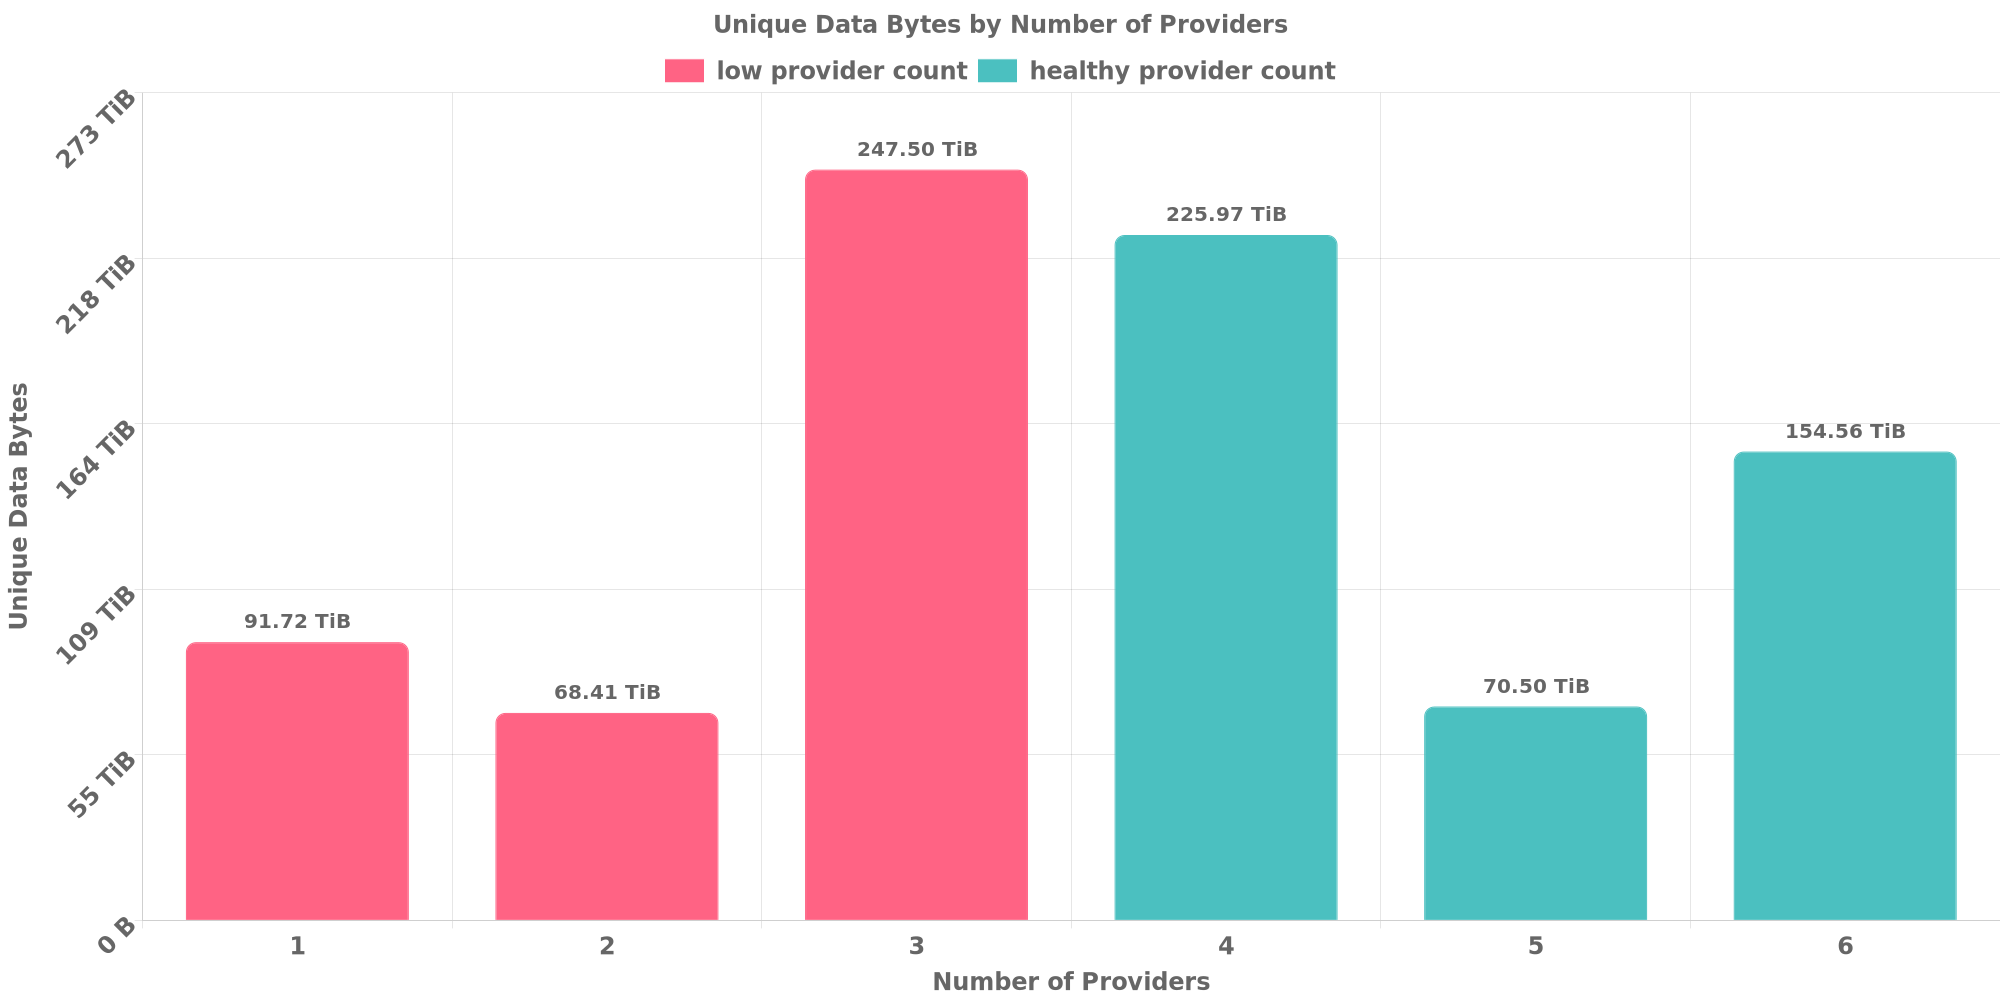 Unique Data Bytes by Number of Providers
low provider count
healthy provider count
273 TiB
218 TiB
164 TiB
109 TiB
55 TiB
0 B
Unique Data Bytes
91.72 TiB
68.41 TiB
247.50 TiB
225.97 TiB
70.50 TiB
154.56 TiB
1
2
3
4
5
6
Number of Providers